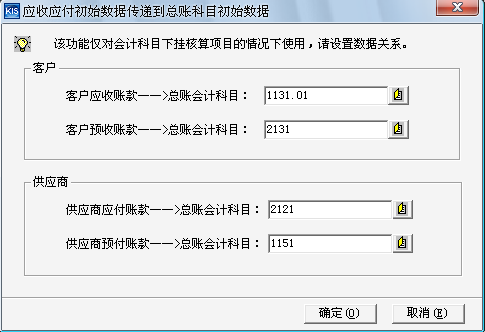 KIS 应收应付初始数据传递到总账科目初始数据
该功能仅对会计科目下挂核算项目的情况下使用，请设置数据关系。
客户
客户应收账款——>总账会计科目： 1131.01
客户预收账款——>总账会计科目： 2131
供应商
供应商应付账款——>总账会计科目： 2121
供应商预付账款——>总账会计科目： 1151
确定(O) 取消(E)